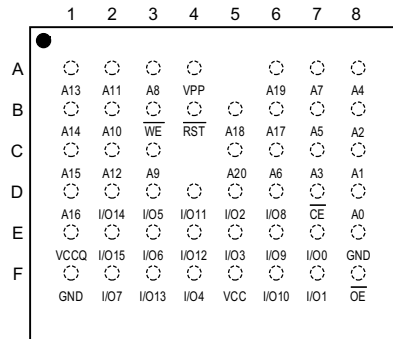 1 2 3 4 5 6 7 8
A
A13 A11 A8 VPP A19 A7 A4
B
A14 A10 WE RST A18 A17 A5 A2
C
A15 A12 A9 A20 A6 A3 A1
D
A16 I/O14 I/O5 I/O11 I/O2 I/O8 CE A0
E
VCCQ I/O15 I/O6 I/O12 I/O3 I/O9 I/O0 GND
F
GND I/O7 I/O13 I/O4 VCC I/O10 I/O1 OE